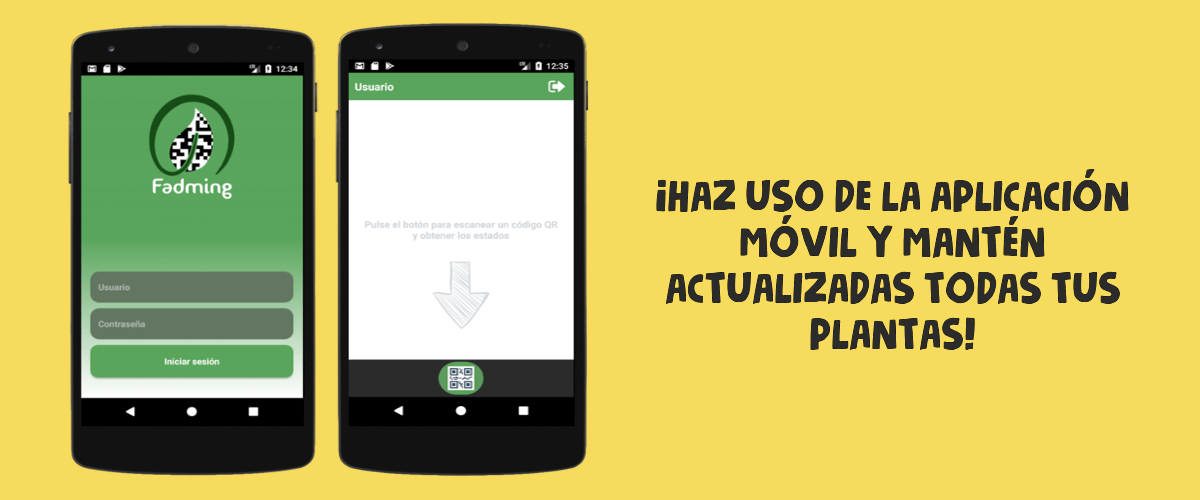 12:34
Fadming
Usuario
Contraseña
Iniciar sesión
12:35
Usuario
Pulse el botón para escanear un código QR
y obtener los estados
¡HAZ USO DE LA APLICACIÓN
MÓVIL Y MANTÉN
ACTUALIZADAS TODAS TUS
PLANTAS!